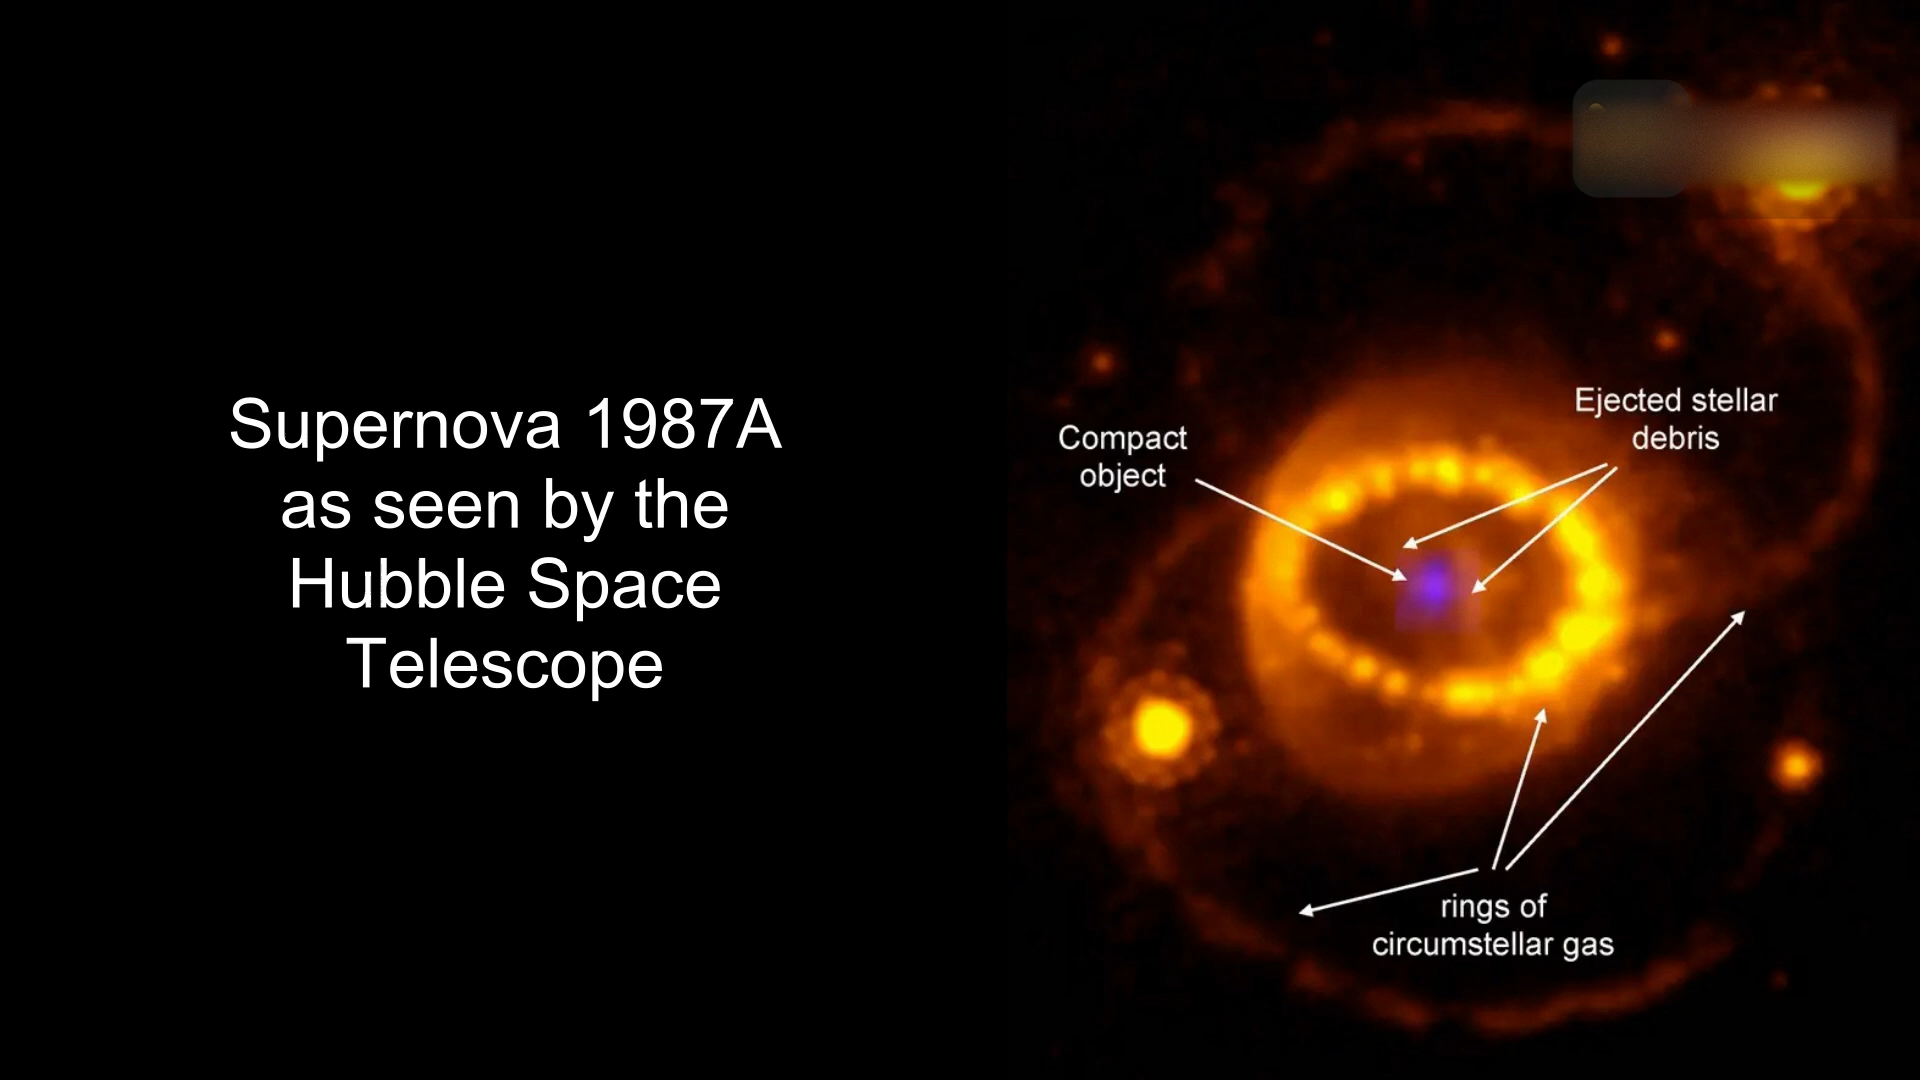 Supernova 1987A
as seen by the
Hubble Space
Telescope
Compact
object
Ejected stellar
debris
rings of
circumstellar gas